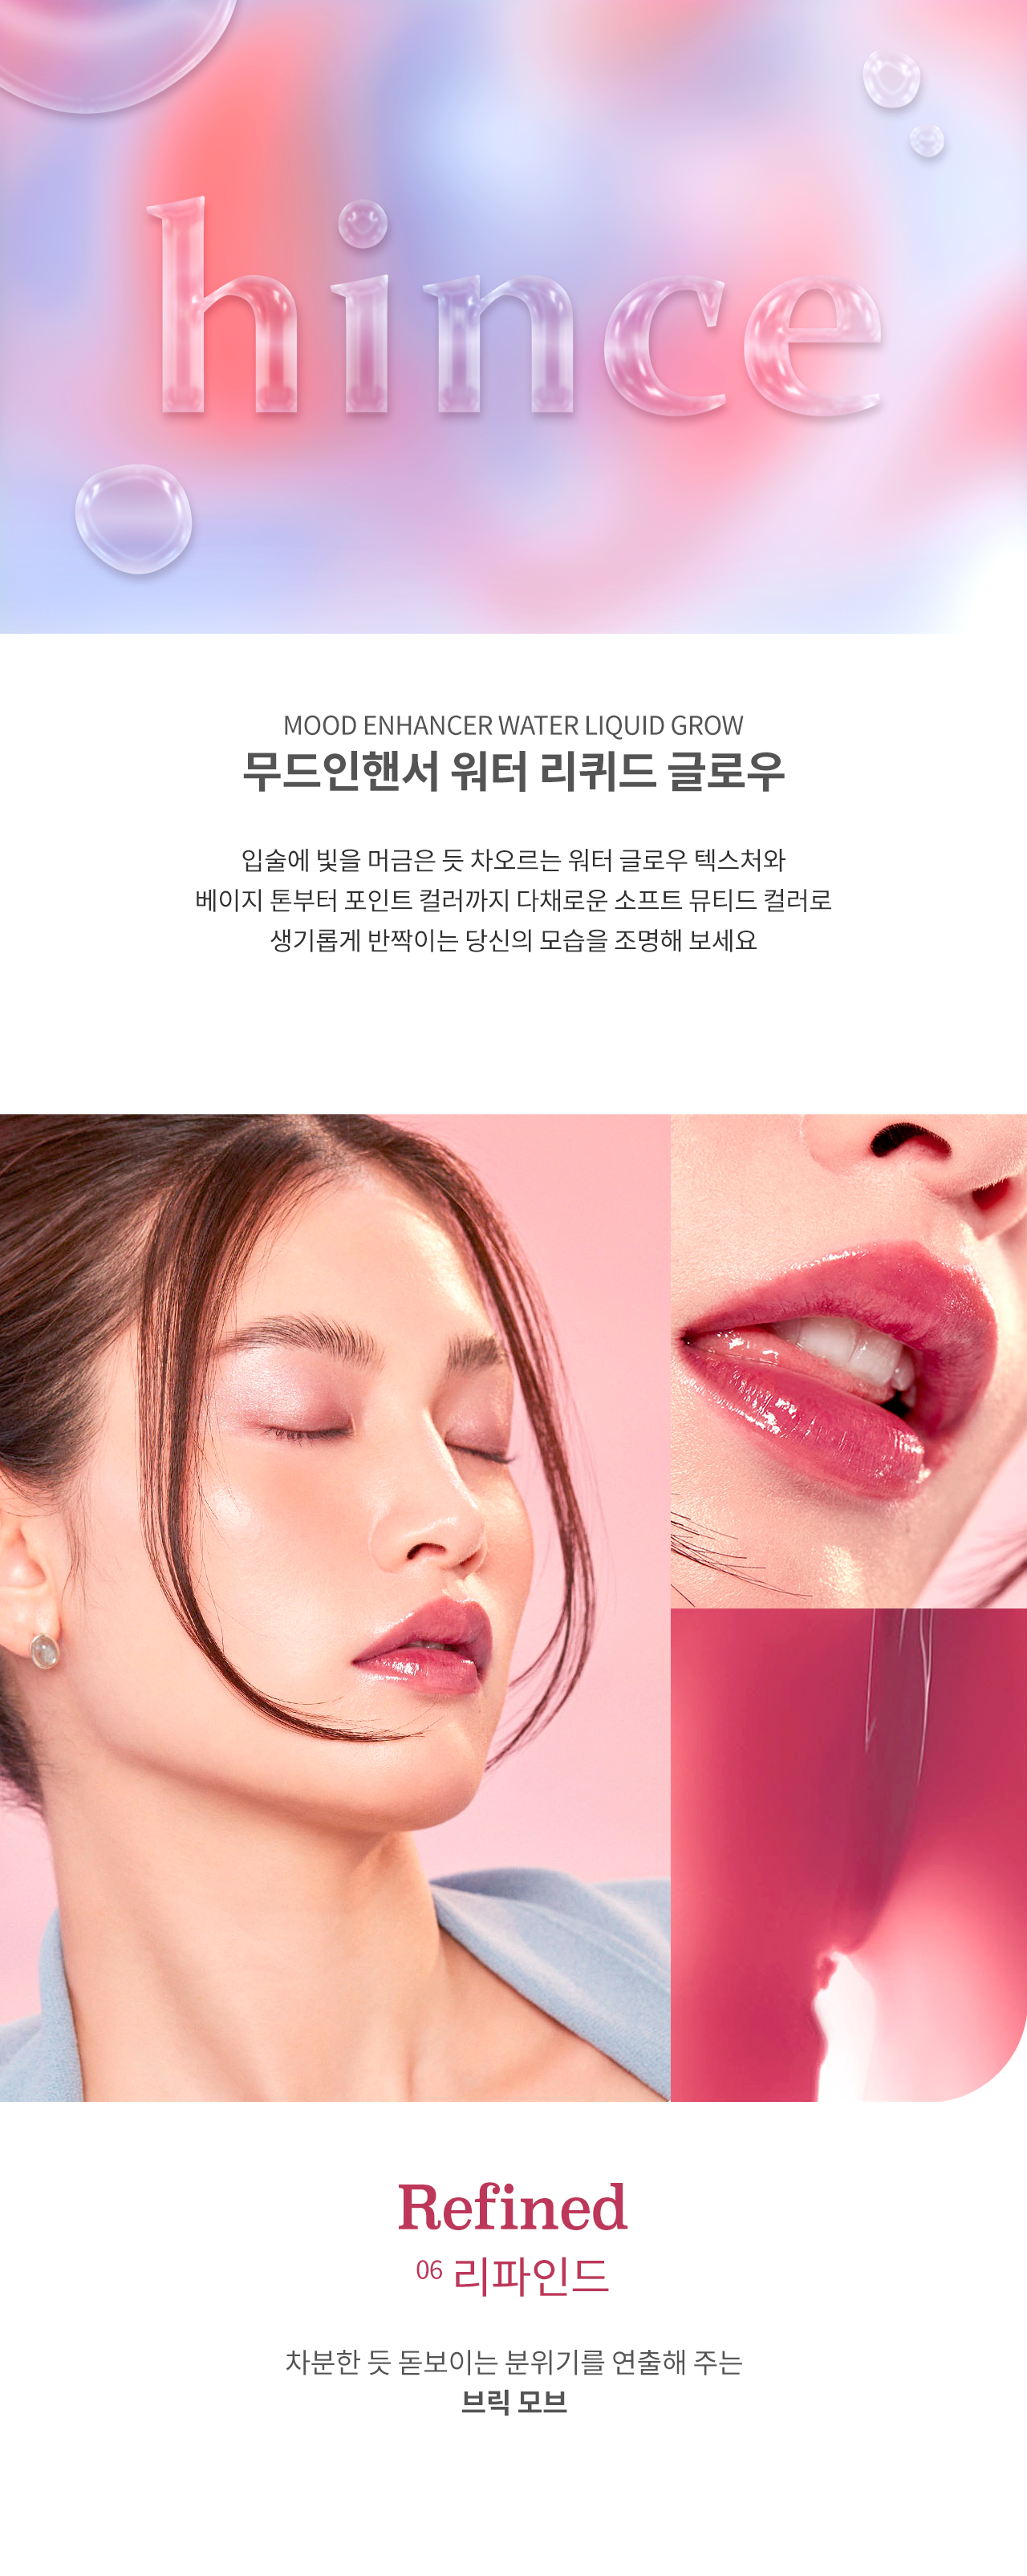 hince
MOOD ENHANCER WATER LIQUID GROW
무드인핸서 워터 리퀴드 글로우
입술에 빛을 머금은 듯 차오르는 워터 글로우 텍스처와
베이지 톤부터 포인트 컬러까지 다채로운 소프트 뮤티드 컬러로
생기롭게 반짝이는 당신의 모습을 조명해 보세요
Refined
06 리파인드
차분한 듯 돋보이는 분위기를 연출해 주는
브릭 모브